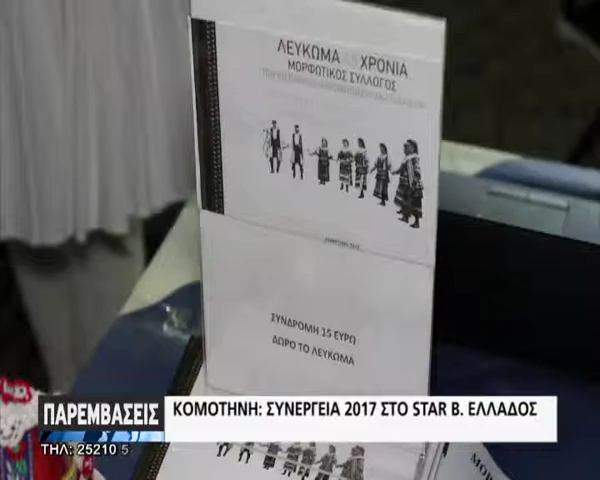 ΛΕΥΚΩΜΑ 15 ΧΡΟΝΙΑ
ΜΟΡΦΩΤΙΚΟΣ ΣΥΛΛΟΓΟΣ
ΣΥΝΔΡΟΜΗ 15 ΕΥΡΩ
ΔΩΡΟ ΤΟ ΛΕΥΚΩΜΑ
ΠΑΡΕΜΒΑΣΕΙΣ
ΚΟΜΟΤΗΝΗ: ΣΥΝΕΡΓΕΙΑ 2017 ΣΤΟ STAR Β. ΕΛΛΑΔΟΣ
ΤΗΛ: 25210 5